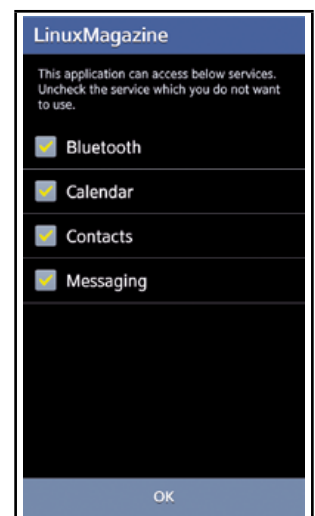 LinuxMagazine
This application can access below services.
Uncheck the service which you do not want
to use.
Bluetooth
Calendar
Contacts
Messaging
OK